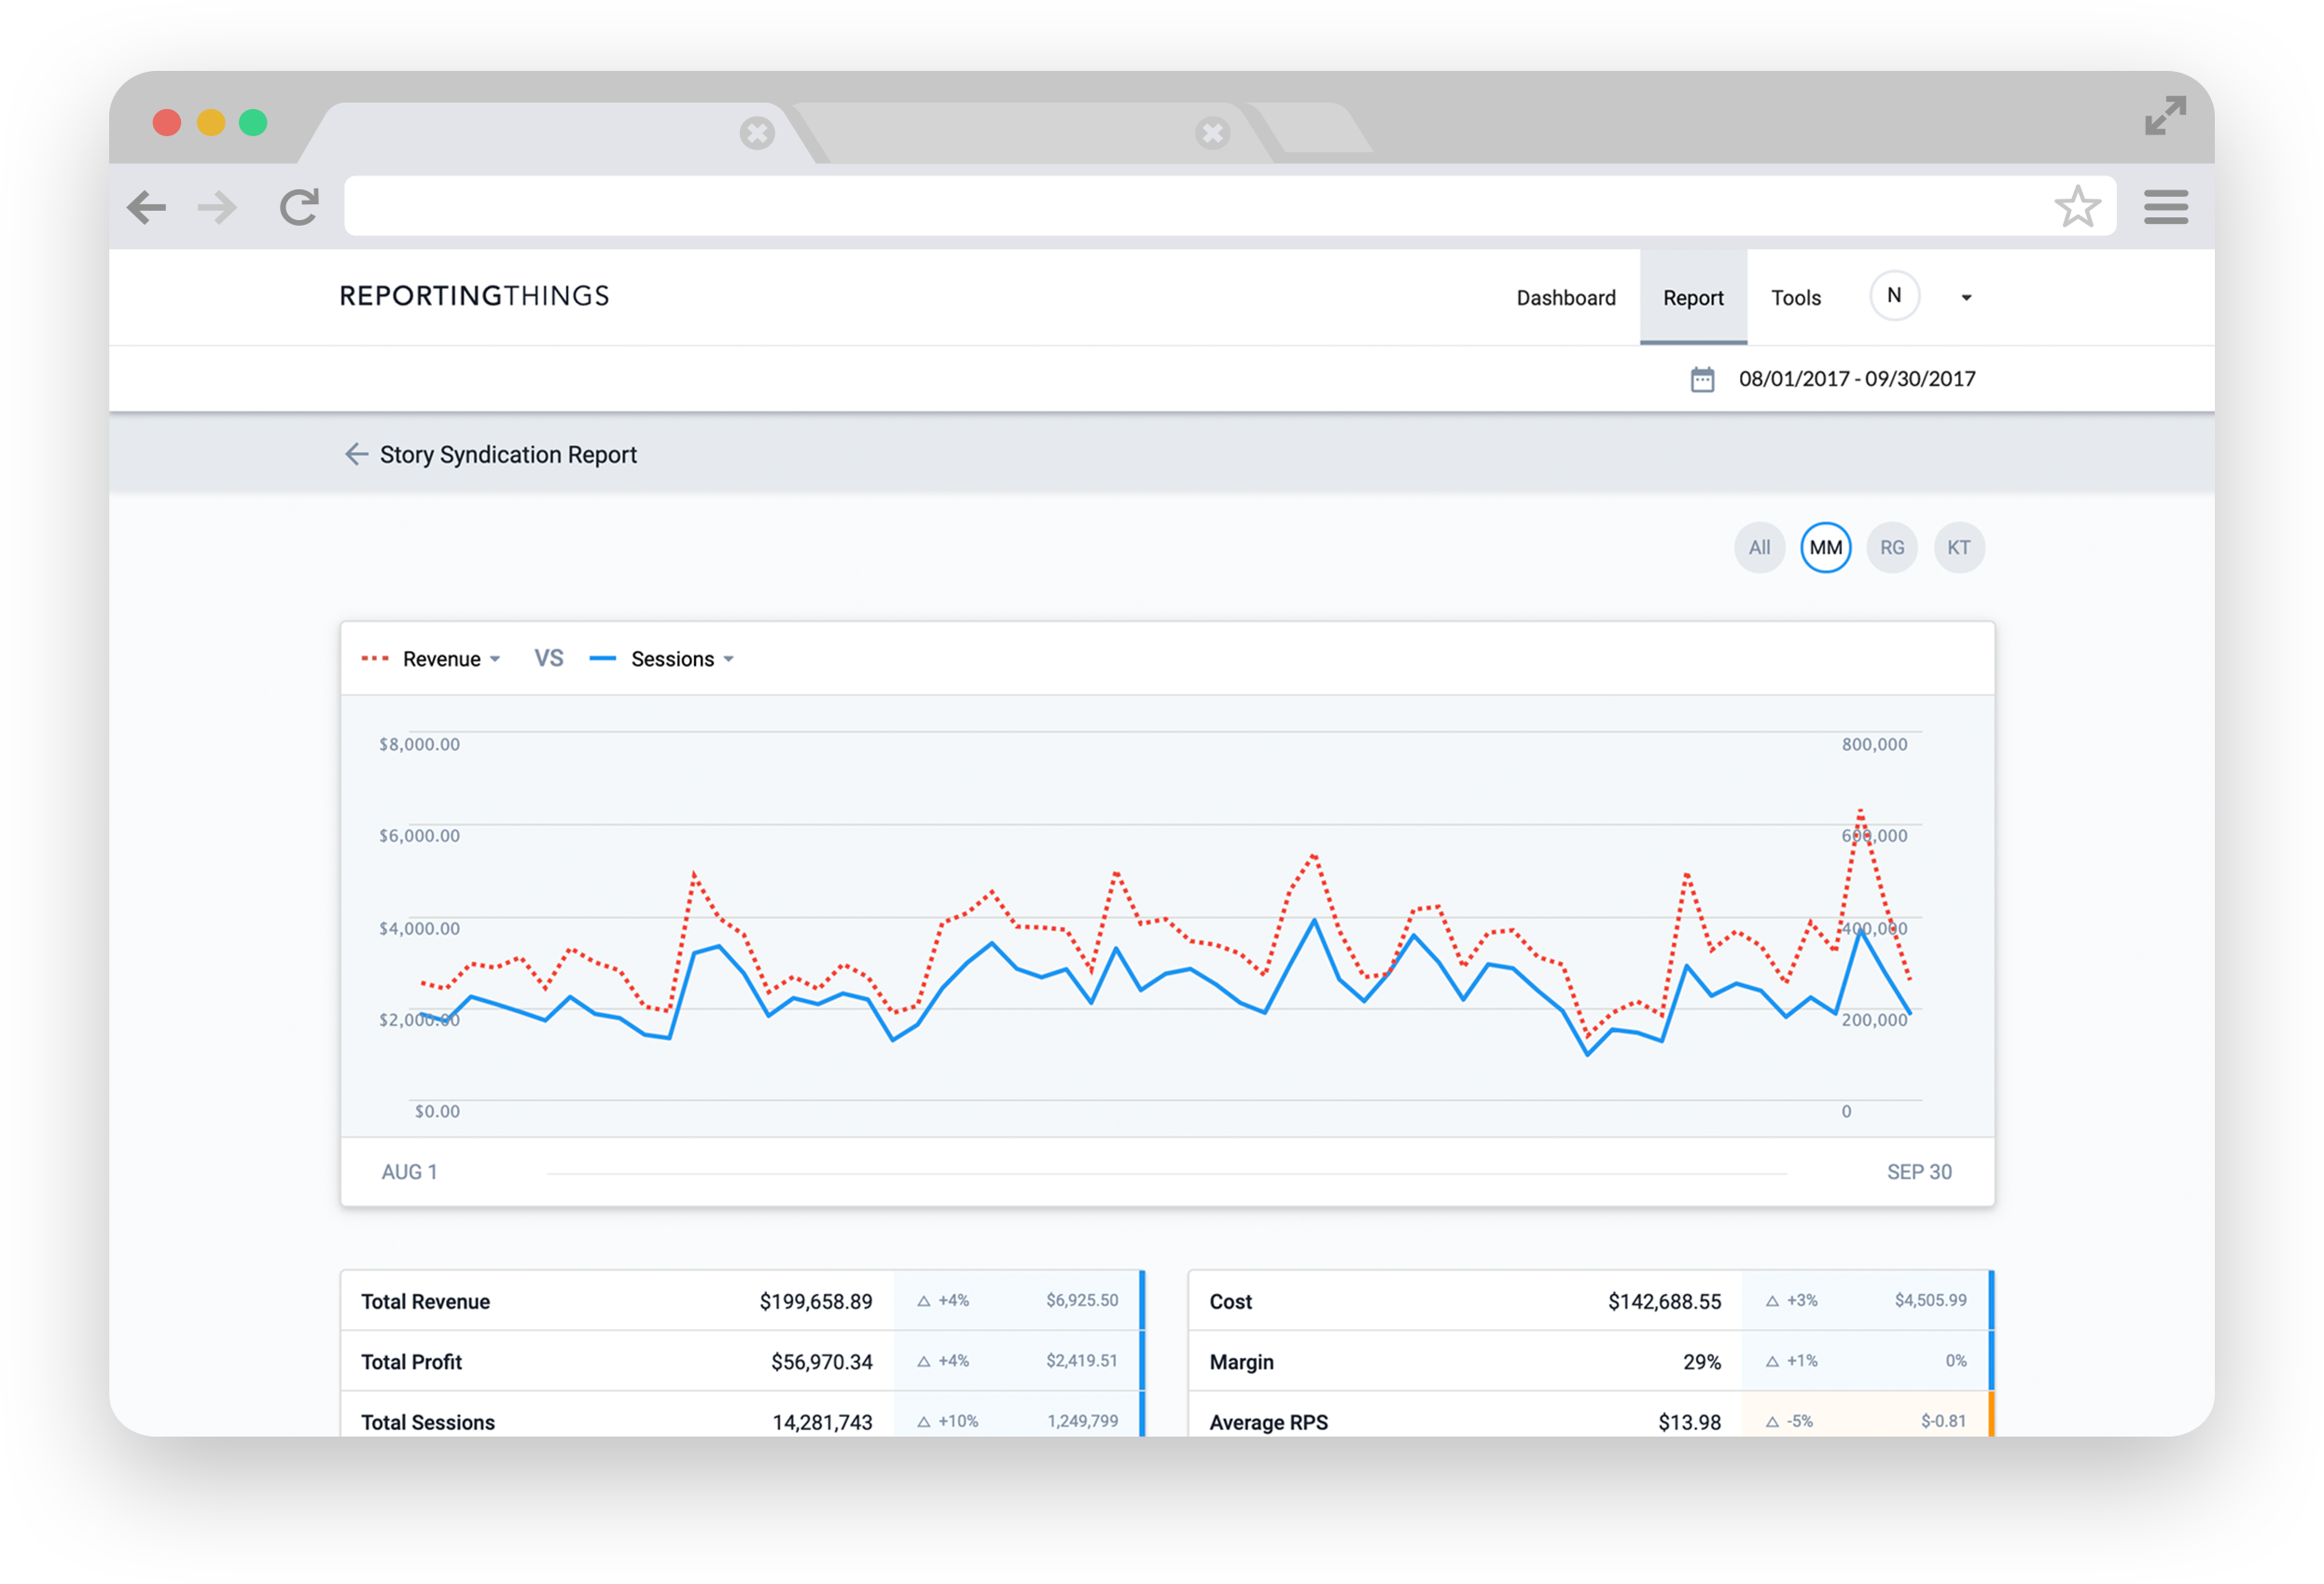 REPORTINGTHINGS
Dashboard Report Tools N
08/01/2017 - 09/30/2017
Story Syndication Report
All MM RG KT
Revenue VS Sessions
$8,000.00 800,000
$6,000.00 600,000
$4,000.00 400,000
$2,000.00 200,000
$0.00 0
AUG 1 SEP 30
Total Revenue $199,658.89 △ +4% $6,925.50
Total Profit $56,970.34 △ +4% $2,419.51
Total Sessions 14,281,743 △ +10% 1,249,799
Cost $142,688.55 △ +3% $4,505.99
Margin 29% △ +1% 0%
Average RPS $13.98 △ -5% $-0.81